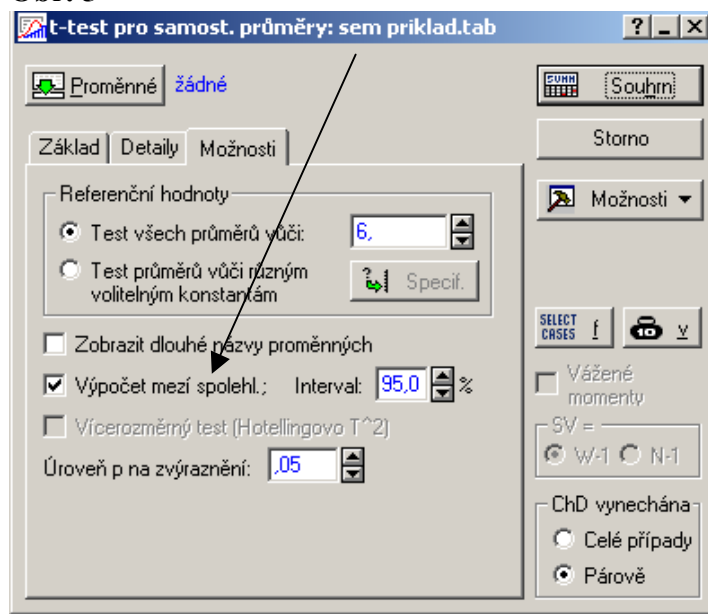 t-test pro samost. průměry: sem priklad.tab
Proměnné žádné
SUMM Souhrn
Storno
Možnosti
Základ Detaily Možnosti
Referenční hodnoty
Test všech průměrů vůči: 6,
Test průměrů vůči různým
volitelným konstantám
Specif.
Zobrazit dlouhé názvy proměnných
Výpočet mezí spolehl.; Interval: 95,0 %
Vícerozměrný test (Hotellingovo T^2)
Úroveň p na zvýraznění: ,05
SELECT
CASES f v
Vážené
momenty
SV =
W-1 N-1
ChD vynechána
Celé případy
Párově